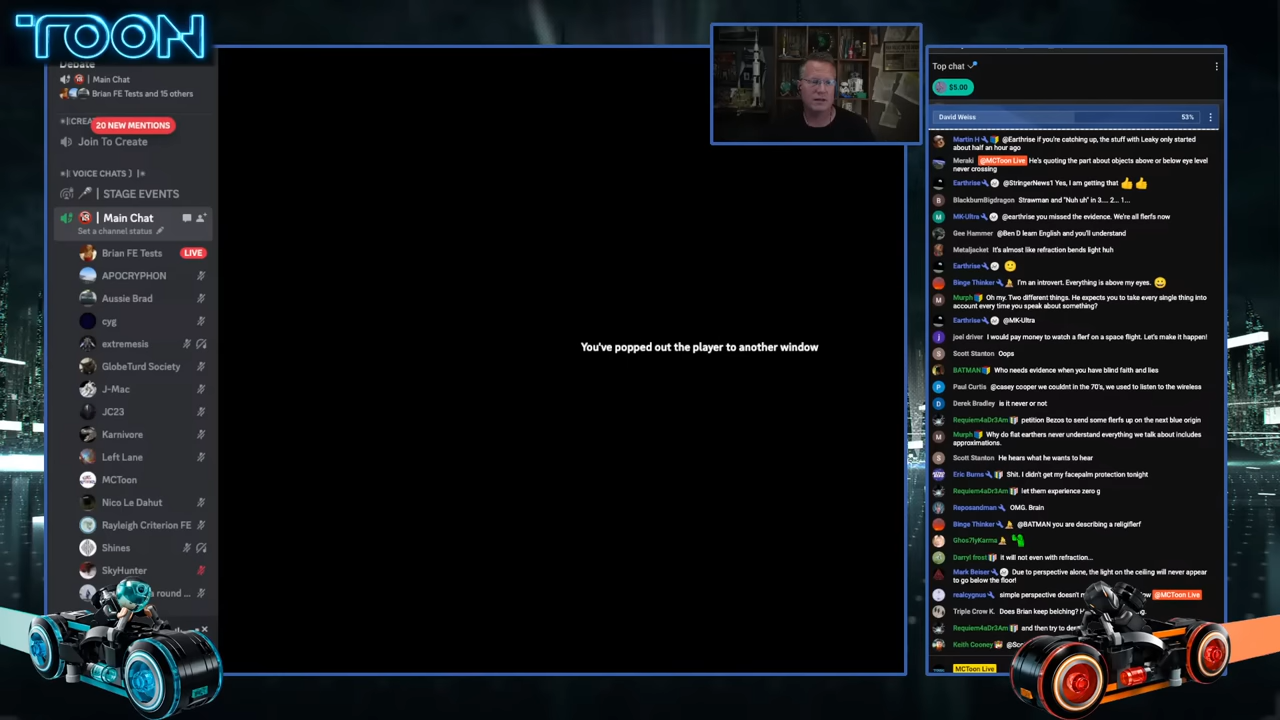 TOON
Debate
Main Chat
Brian FE Tests and 15 others
20 NEW MENTIONS
Join To Create
VOICE CHATS
STAGE EVENTS
Main Chat
Set a channel status
Brian FE Tests LIVE
APOCRYPHON
Aussie Brad
cyg
extremesis
GlobeTurd Society
J-Mac
JC23
Karnivore
Left Lane
MCToon
Nico Le Dahut
Rayleigh Criterion FE
Shines
SkyHunter
round ...
You've popped out the player to another window
Top chat
$5.00
David Weiss 53%
Martin H @Earthrise if you're catching up, the stuff with Leaky only started
about half an hour ago
Meraki @MCToon Live He's quoting the part about objects above or below eye level
never crossing
Earthrise @StringerNews1 Yes, I am getting that
BlackburnBigdragon Strawman and "Nuh uh" in 3.... 2... 1...
MK-Ultra @earthrise you missed the evidence. We're all flerfs now
Gee Hammer @Ben D learn English and you'll understand
Metaljacket It's almost like refraction bends light huh
Earthrise
Binge Thinker I'm an introvert. Everything is above my eyes.
Murph Oh my. Two different things. He expects you to take every single thing into
account every time you speak about something?
Earthrise @MK-Ultra
joel driver I would pay money to watch a flerf on a space flight. Let's make it happen!
Scott Stanton Oops
BATMAN Who needs evidence when you have blind faith and lies
Paul Curtis @casey cooper we couldnt in the 70's, we used to listen to the wireless
Derek Bradley is it never or not
Requiem4aDr3Am petition Bezos to send some flerfs up on the next blue origin
Murph Why do flat earthers never understand everything we talk about includes
approximations.
Scott Stanton He hears what he wants to hear
Eric Burns Shit. I didn't get my facepalm protection tonight
Requiem4aDr3Am let them experience zero g
Reposandman OMG. Brain
Binge Thinker @BATMAN you are describing a religiflerf
Ghos7lyKarma
Darryl frost it will not even with refraction...
Mark Reiser Due to perspective alone, the light on the ceiling will never appear
to go below the floor!
realcygnus simple perspective doesn't @MCToon Live
Triple Crow K. Does Brian keep belching?
Requiem4aDr3Am and then try to
Keith Cooney
MCToon Live